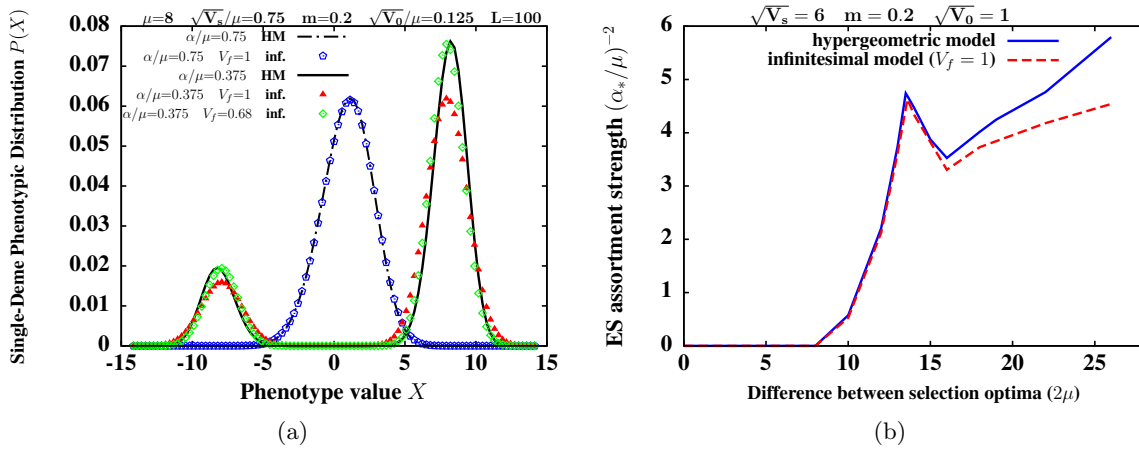 μ=8 √Vs/μ=0.75 m=0.2 √V0/μ=0.125 L=100
α/μ=0.75 HM
α/μ=0.75 Vf=1 inf.
α/μ=0.375 HM
α/μ=0.375 Vf=1 inf.
α/μ=0.375 Vf=0.68 inf.
Single-Deme Phenotypic Distribution P(X)
0.08
0.07
0.06
0.05
0.04
0.03
0.02
0.01
0
-15 -10 -5 0 5 10 15
Phenotype value X
(a)
√Vs = 6 m = 0.2 √V0 = 1
hypergeometric model
infinitesimal model (Vf = 1)
ES assortment strength (α*/μ)⁻²
6
5
4
3
2
1
0
0 5 10 15 20 25
Difference between selection optima (2μ)
(b)